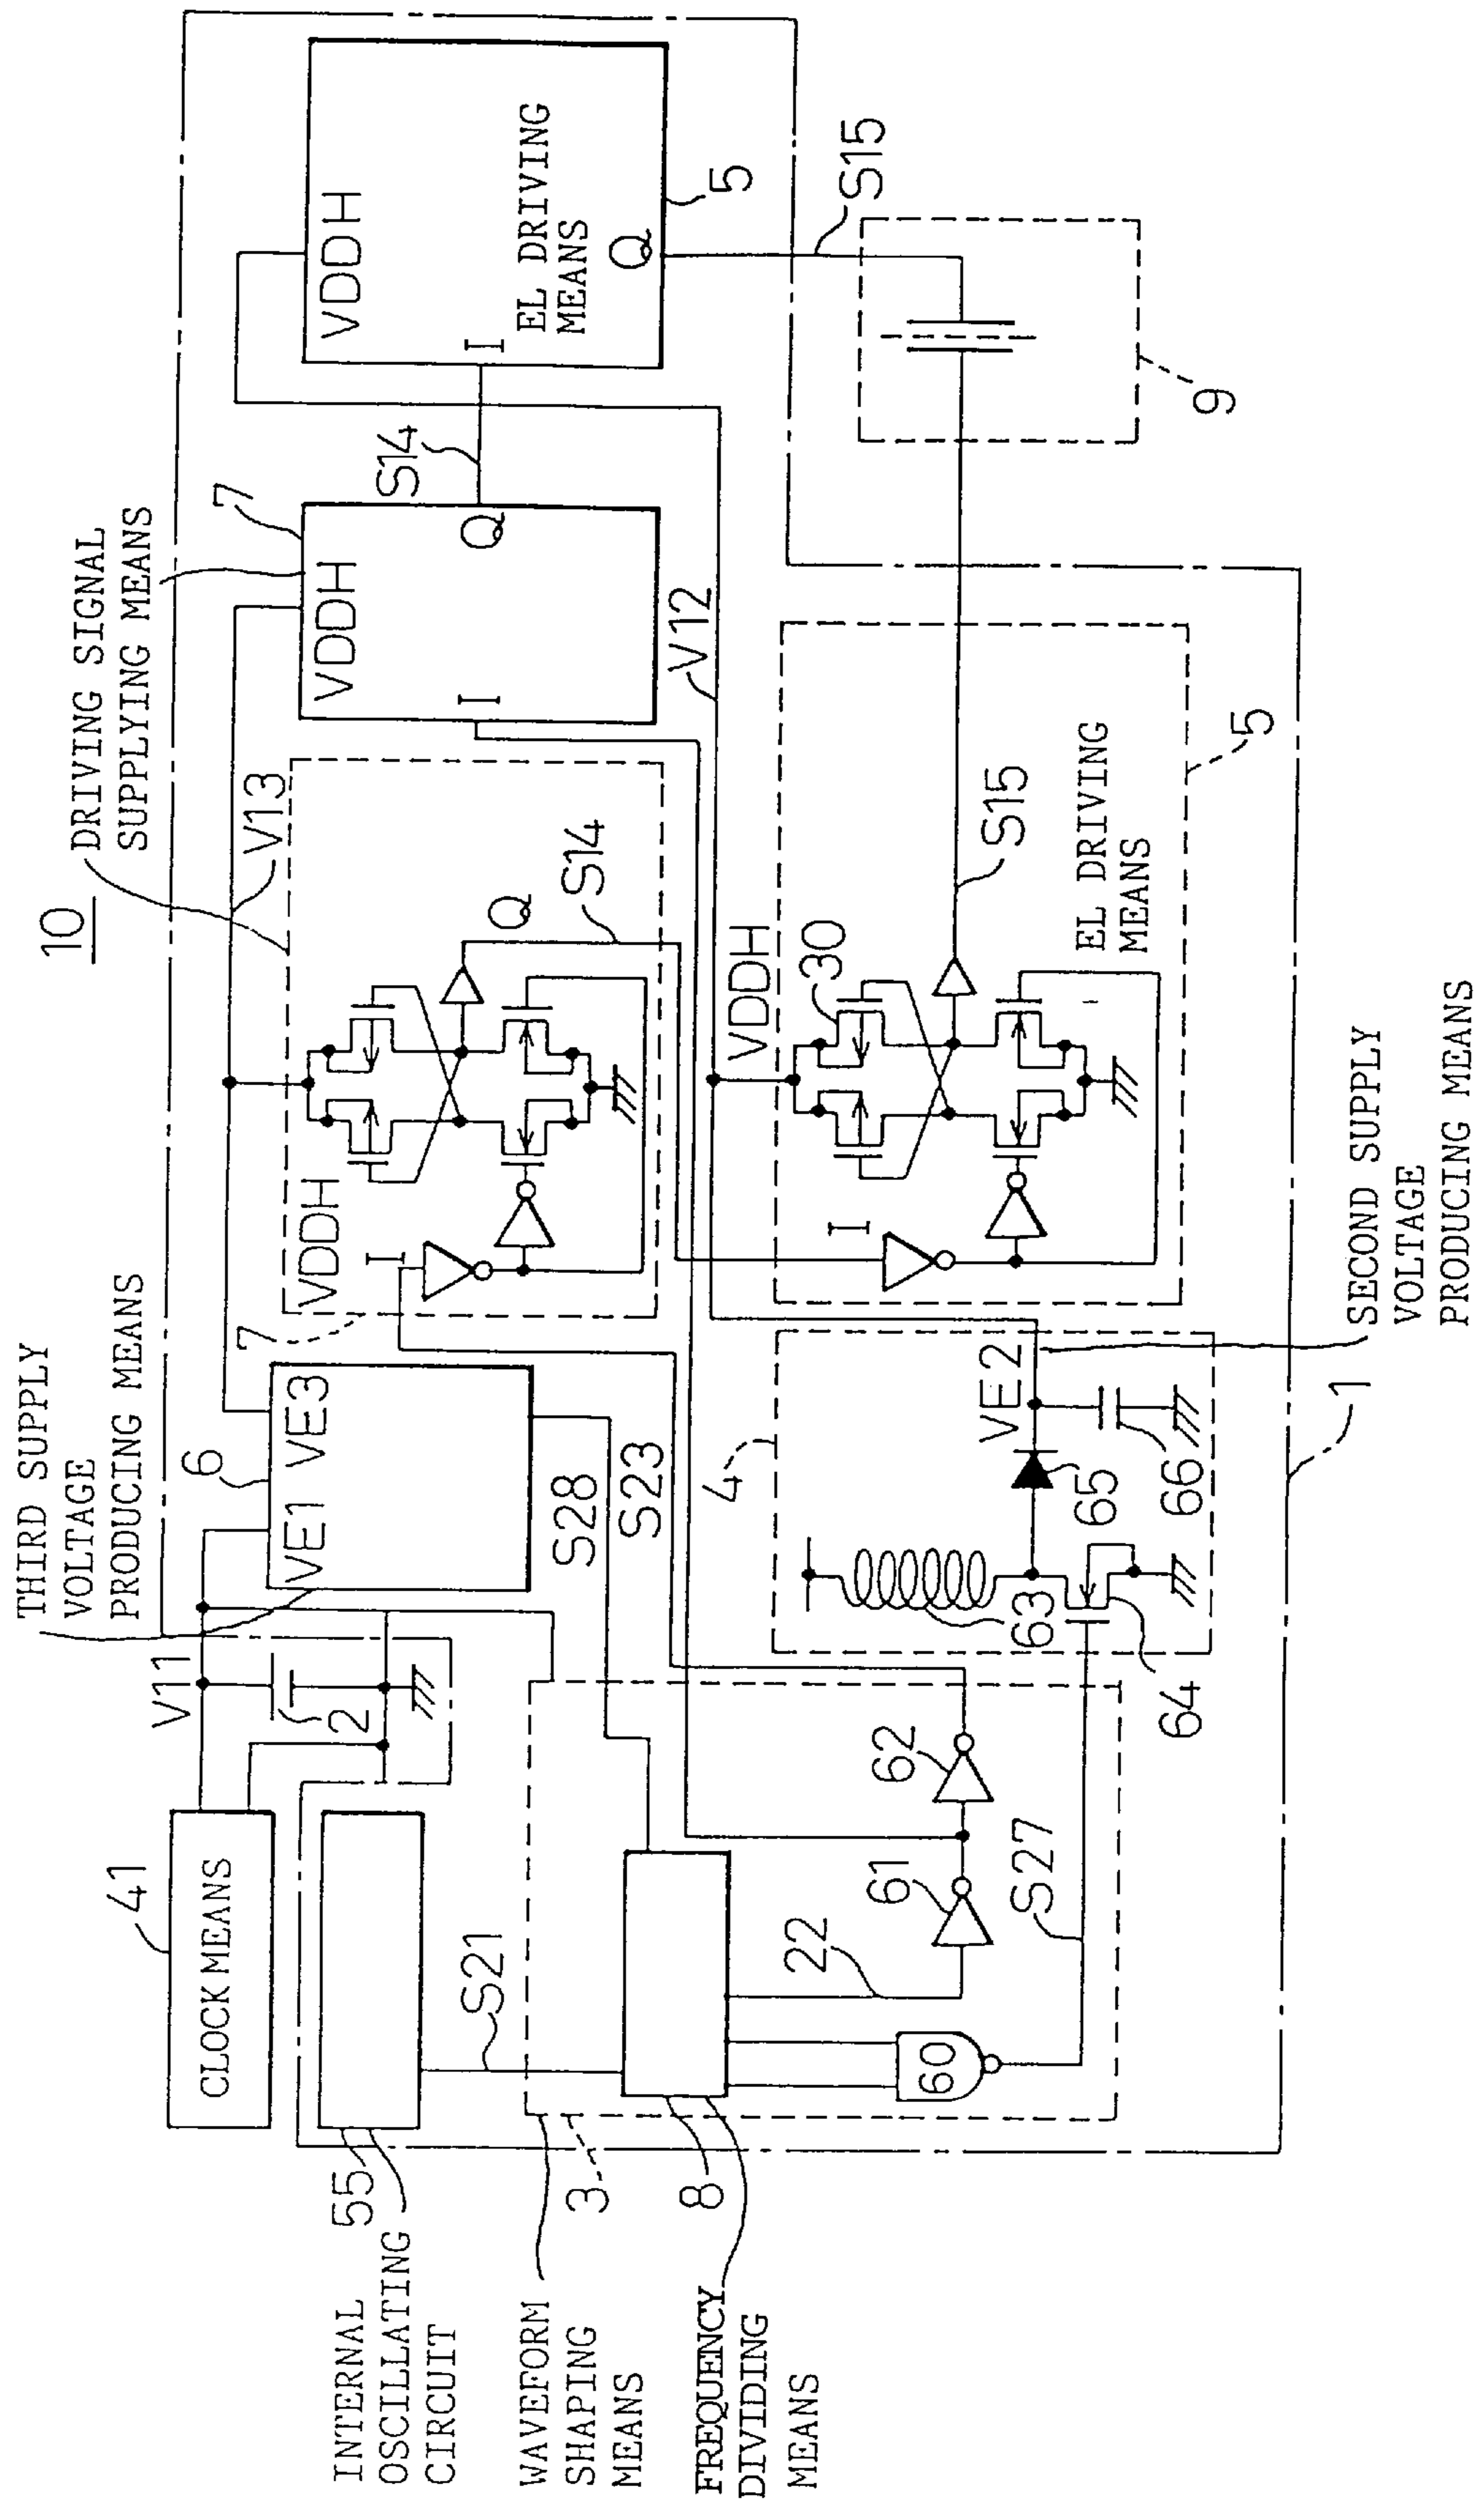 10
THIRD SUPPLY
VOLTAGE
PRODUCING MEANS
DRIVING SIGNAL
SUPPLYING MEANS
41
CLOCK MEANS
V11
2
6
VE1 VE3
V13
7
VDDH
I
Q
S14
7
VDDH
I
Q
S14
VDDH
I
EL DRIVING
MEANS
Q
5
S15
INTERNAL
OSCILLATING
CIRCUIT
55
S21
S28
S23
V12
WAVEFORM
SHAPING
MEANS
3
FREQUENCY
DIVIDING
MEANS
8
22
60
61
62
S27
4
63
64
65
66
VE2
VDDH
30
I
S15
EL DRIVING
MEANS
5
9
1
SECOND SUPPLY
VOLTAGE
PRODUCING MEANS